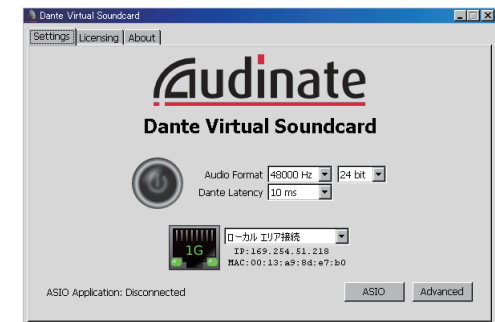 Dante Virtual Soundcard
Settings Licensing About
Audinate
Dante Virtual Soundcard
Audio Format 48000 Hz 24 bit
Dante Latency 10 ms
1G ローカル エリア接続
IP:169.254.51.218
MAC:00:13:a9:8d:e7:b0
ASIO Application: Disconnected ASIO Advanced